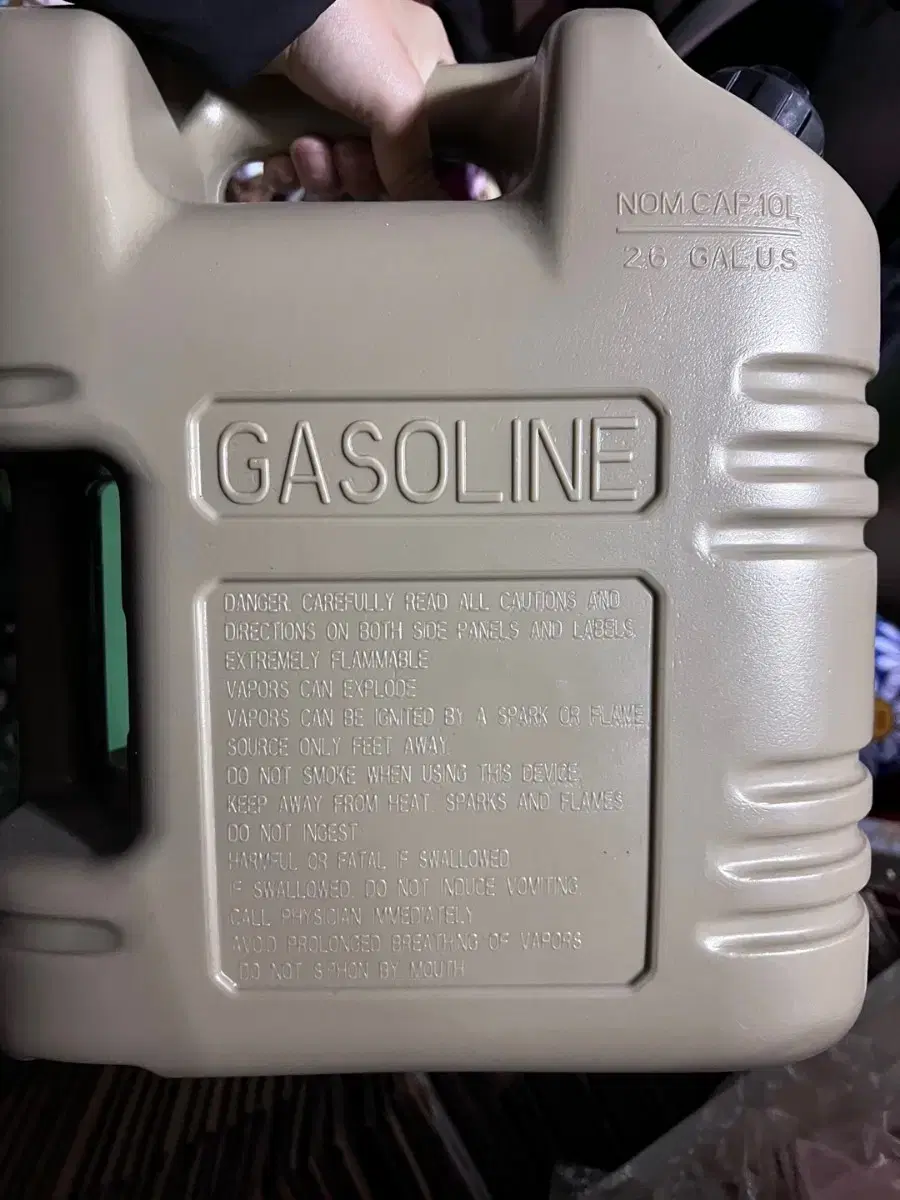 NOM.CAP.10L
2.6 GAL.U.S
GASOLINE
DANGER. CAREFULLY READ ALL CAUTIONS AND
DIRECTIONS ON BOTH SIDE PANELS AND LABELS.
EXTREMELY FLAMMABLE
VAPORS CAN EXPLODE
VAPORS CAN BE IGNITED BY A SPARK OR FLAME
SOURCE ONLY FEET AWAY.
DO NOT SMOKE WHEN USING THIS DEVICE.
KEEP AWAY FROM HEAT. SPARKS AND FLAMES
DO NOT INGEST
HARMFUL OR FATAL IF SWALLOWED
IF SWALLOWED. DO NOT INDUCE VOMITING.
CALL PHYSICIAN IMMEDIATELY
AVOID PROLONGED BREATHING OF VAPORS
DO NOT SIPHON BY MOUTH